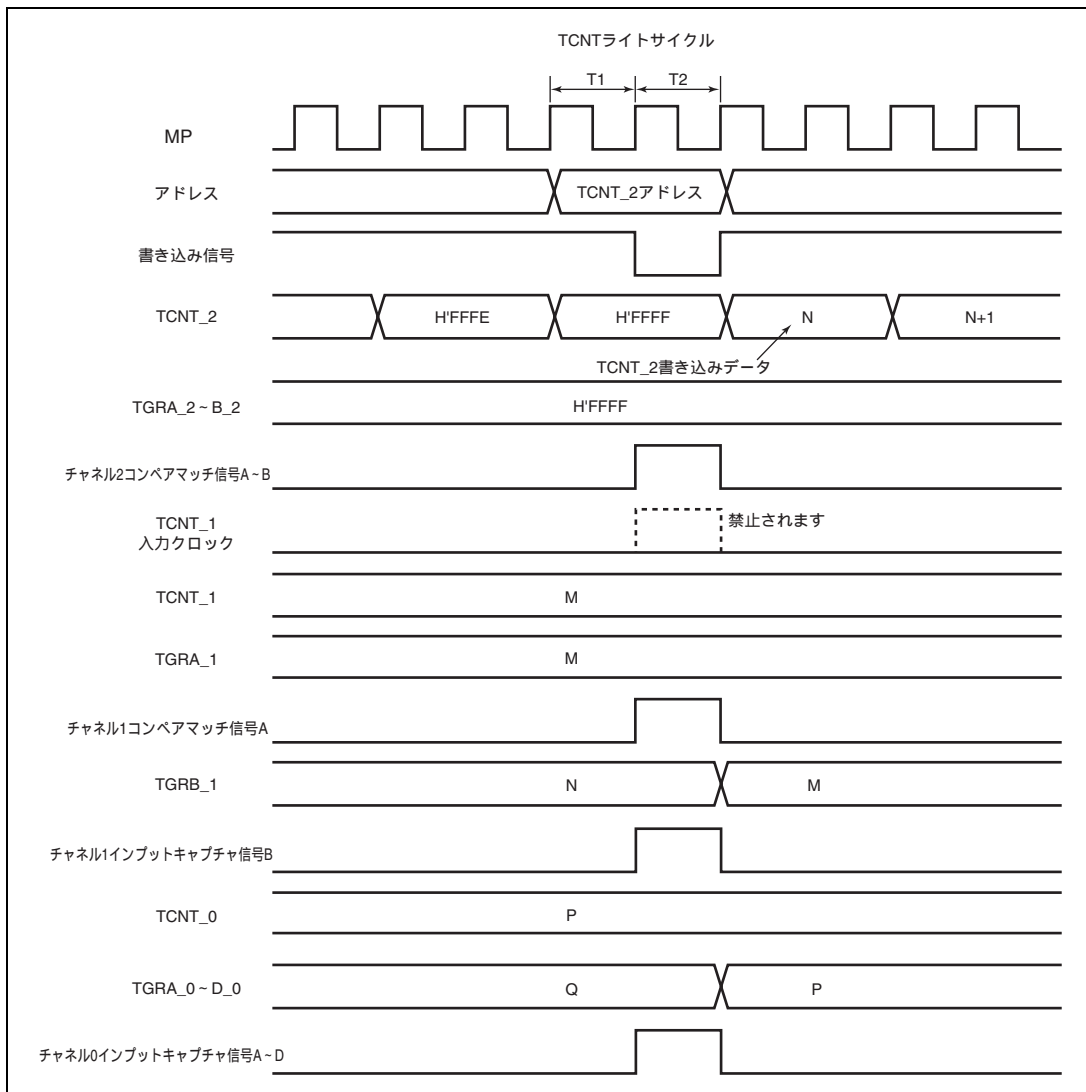 TCNTライトサイクル
T1 T2
MP
アドレス TCNT_2アドレス
書き込み信号
TCNT_2 H'FFFE H'FFFF N N+1
TCNT_2書き込みデータ
TGRA_2~B_2 H'FFFF
チャネル2コンペアマッチ信号A~B
TCNT_1
入力クロック
禁止されます
TCNT_1 M
TGRA_1 M
チャネル1コンペアマッチ信号A
TGRB_1 N M
チャネル1インプットキャプチャ信号B
TCNT_0 P
TGRA_0~D_0 Q P
チャネル0インプットキャプチャ信号A~D